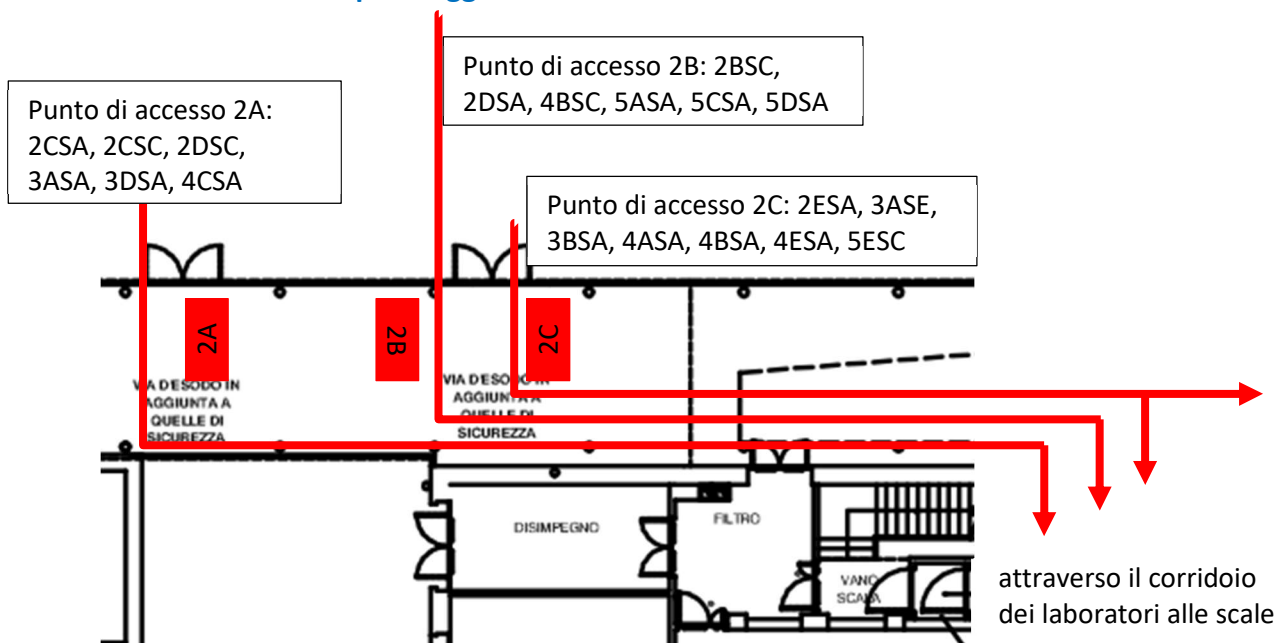 Punto di accesso 2B: 2BSC,
2DSA, 4BSC, 5ASA, 5CSA, 5DSA
Punto di accesso 2A:
2CSA, 2CSC, 2DSC,
3ASA, 3DSA, 4CSA
Punto di accesso 2C: 2ESA, 3ASE,
3BSA, 4ASA, 4BSA, 4ESA, 5ESC
2A
2B
2C
VIA D'ESODO IN
AGGIUNTA A
QUELLE DI
SICUREZZA
VIA D'ESODO IN
AGGIUNTA A
QUELLE DI
SICUREZZA
DISIMPEGNO
FILTRO
VANO
SCALA
attraverso il corridoio
dei laboratori alle scale